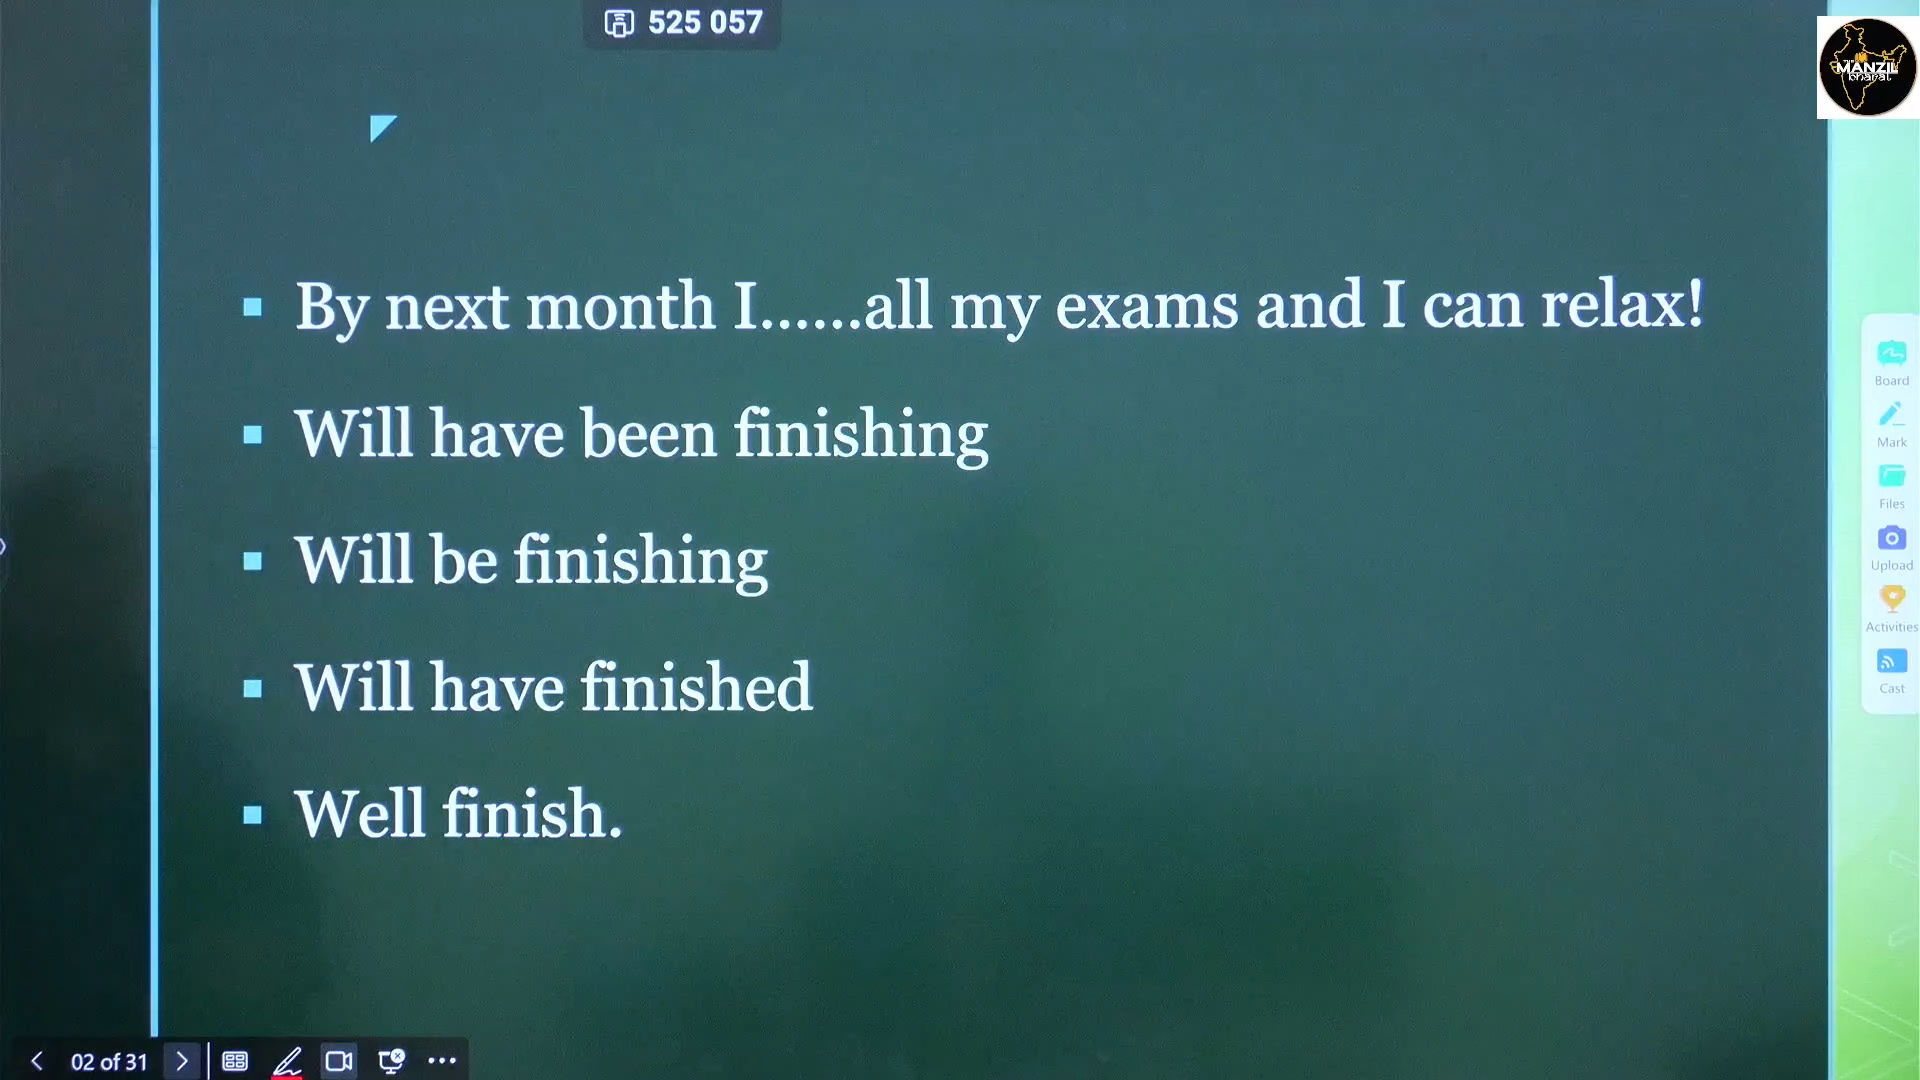 525 057
MANZIL
bharat
By next month I......all my exams and I can relax!
Will have been finishing
Will be finishing
Will have finished
Well finish.
Board
Mark
Files
Upload
Activities
Cast
02 of 31